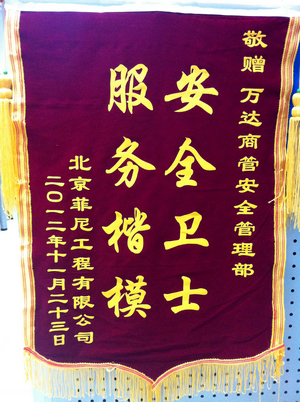 敬赠 万达商管安全管理部
安全卫士
服务楷模
北京菲尼工程有限公司
二〇一二年十一月二十三日